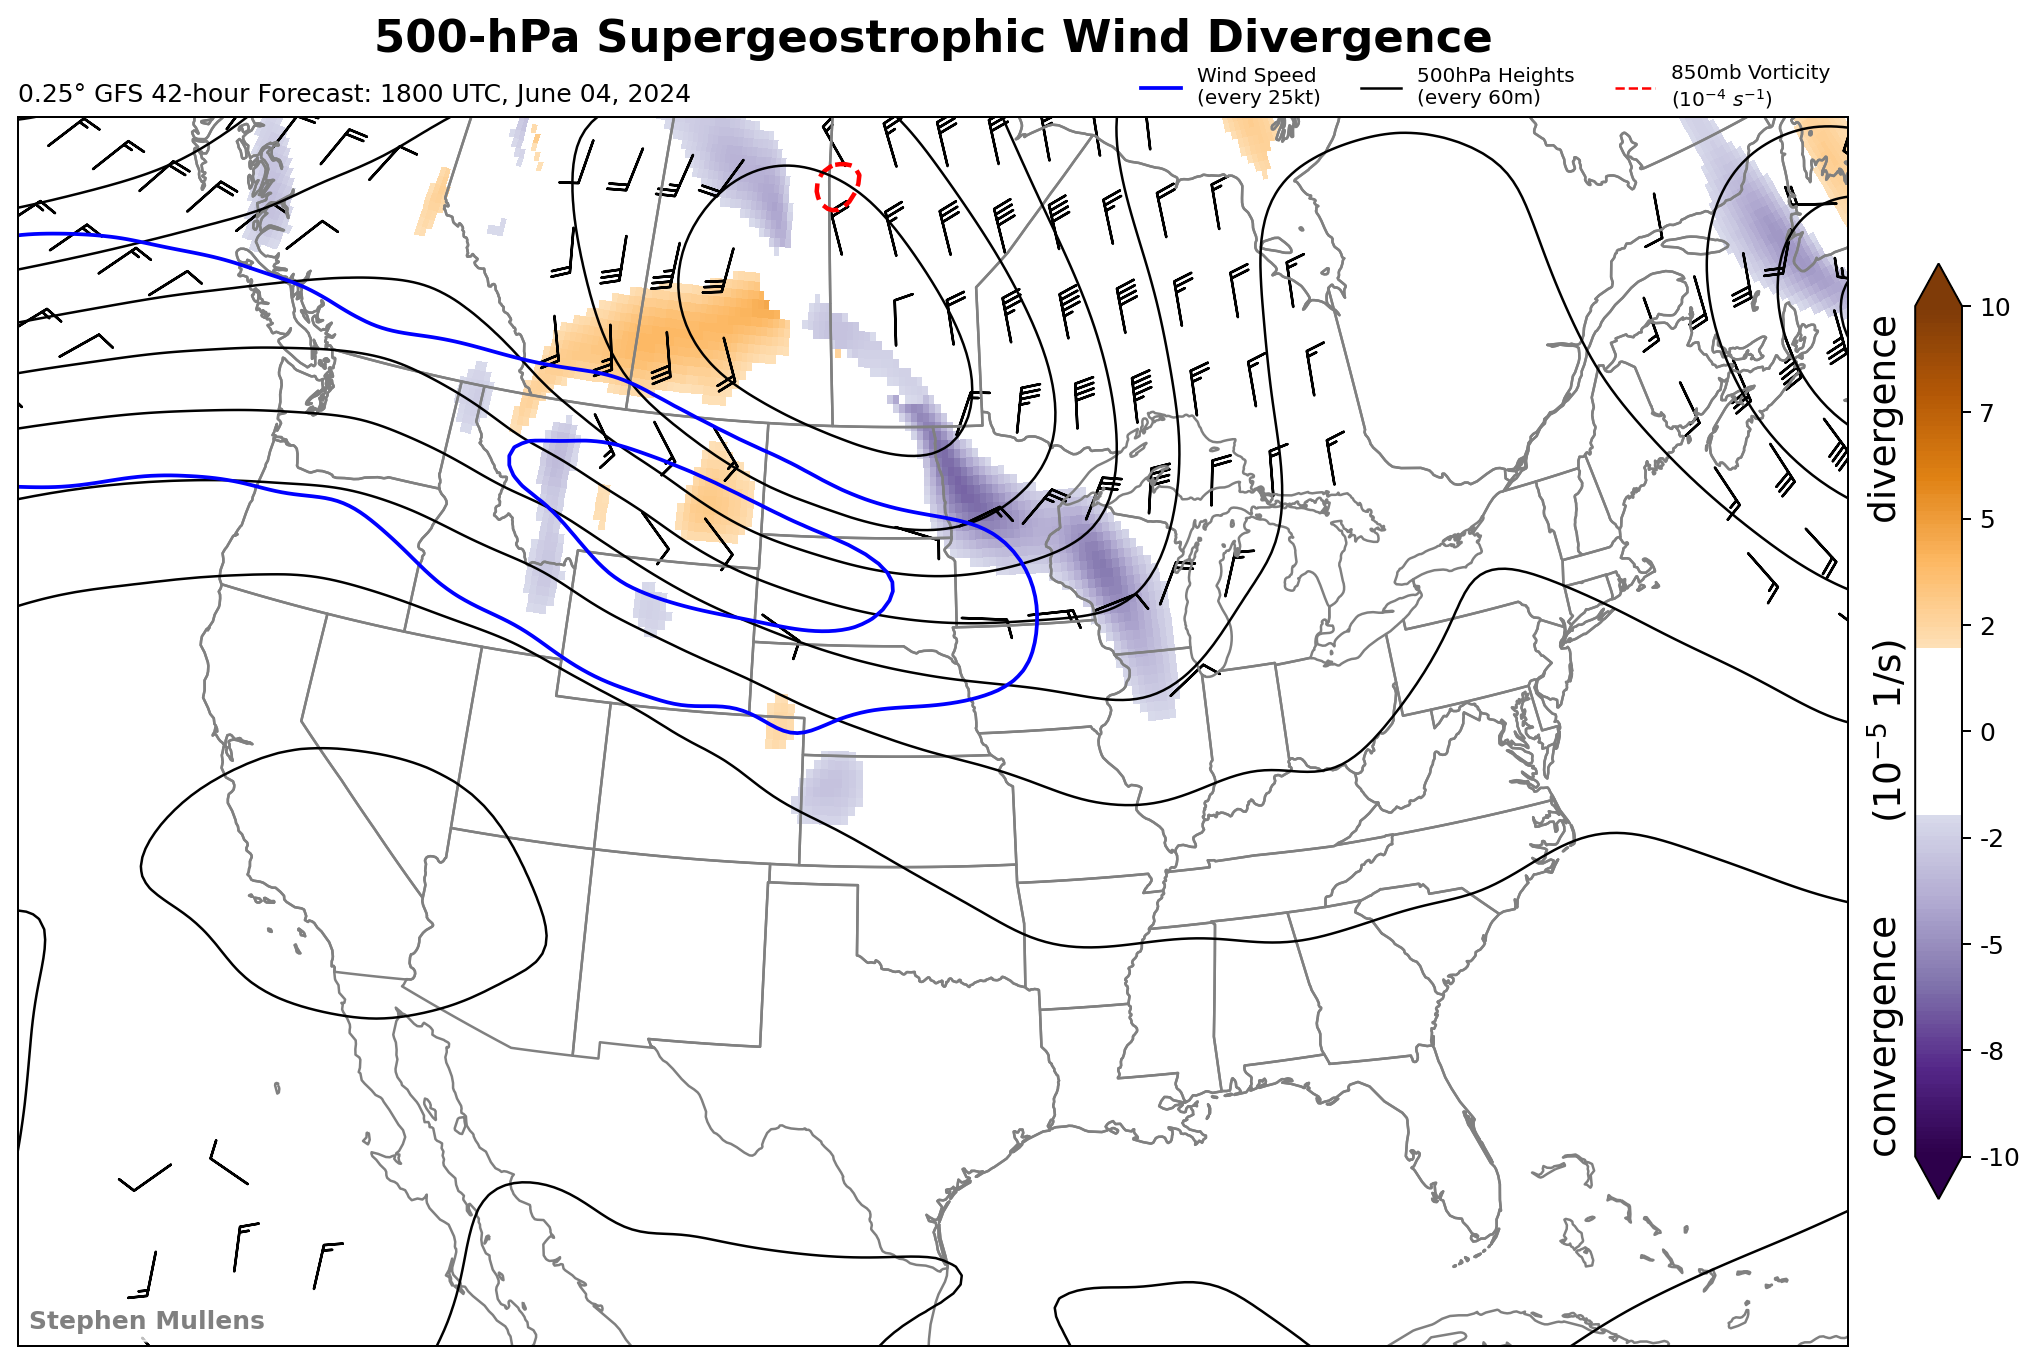 500-hPa Supergeostrophic Wind Divergence
0.25° GFS 42-hour Forecast: 1800 UTC, June 04, 2024
Wind Speed
(every 25kt)
500hPa Heights
(every 60m)
850mb Vorticity
(10⁻⁴ s⁻¹)
10
7
5
2
0
-2
-5
-8
-10
convergence (10⁻⁵ 1/s) divergence
Stephen Mullens